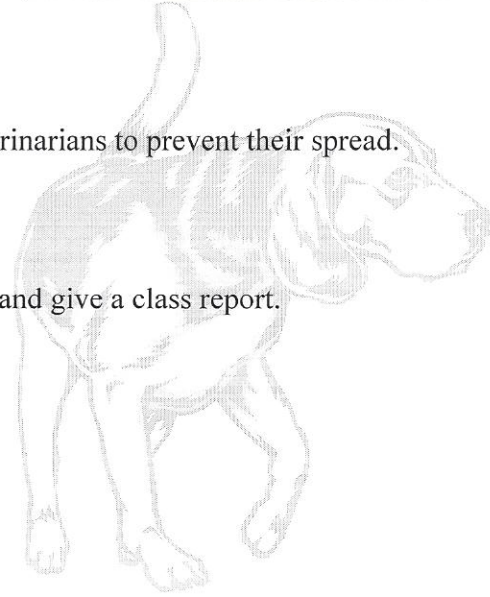 rinarians to prevent their spread.
and give a class report.